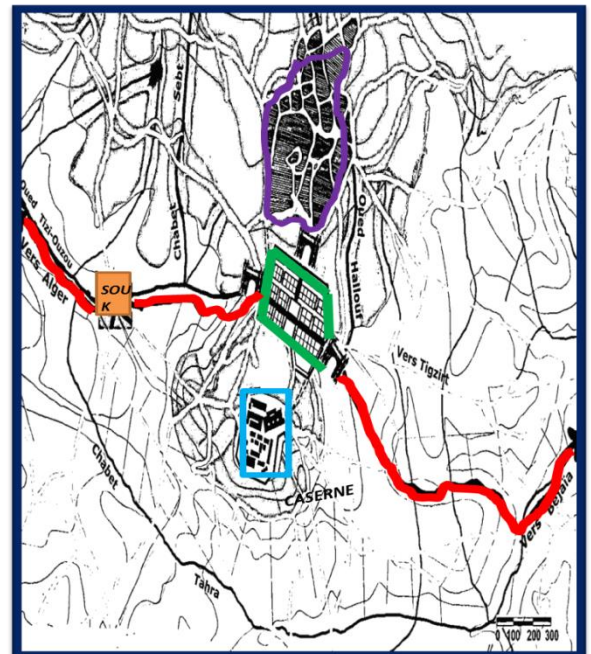 Chabet Sebt
Oued Tizi-Ouzou
Vers Alger
SOU
K
Oued Hallouf
Vers Tigzirt
CASERNE
Chabet
Tahra
Vers Bejaia
0 100 200 300